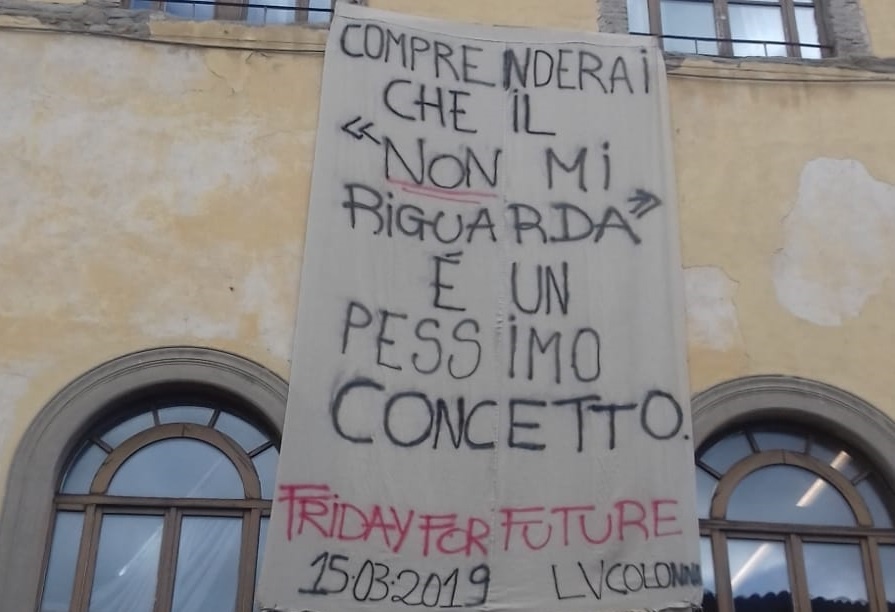 COMPRENDERAI
CHE IL
«NON MI
RIGUARDA»
É UN
PESSIMO
CONCETTO.
FRIDAY FOR FUTURE
15.03.2019 LVCOLONNA